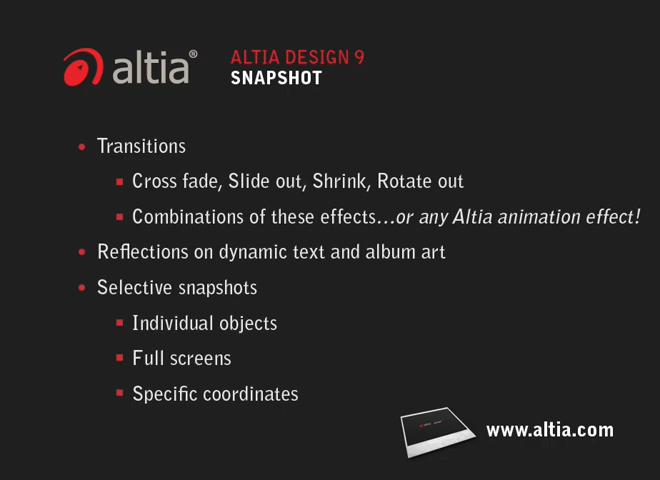 altia®
ALTIA DESIGN 9
SNAPSHOT
• Transitions
▪ Cross fade, Slide out, Shrink, Rotate out
▪ Combinations of these effects...or any Altia animation effect!
• Reflections on dynamic text and album art
• Selective snapshots
▪ Individual objects
▪ Full screens
▪ Specific coordinates
www.altia.com